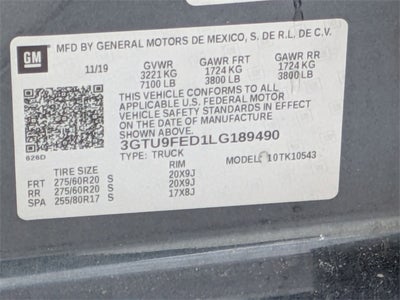 GM
MFD BY GENERAL MOTORS DE MEXICO, S. DE R.L. DE C.V.
11/19 GVWR GAWR FRT GAWR RR
3221 KG 1724 KG 1724 KG
7100 LB 3800 LB 3800 LB
THIS VEHICLE CONFORMS TO ALL
APPLICABLE U.S. FEDERAL MOTOR
VEHICLE SAFETY STANDARDS IN EFFECT
ON THE DATE OF MANUFACTURE
3GTU9FED1LG189490
626D TYPE: TRUCK MODEL: 10TK10543
TIRE SIZE RIM
FRT 275/60R20 S 20X9J
RR 275/60R20 S 20X9J
SPA 255/80R17 S 17X8J